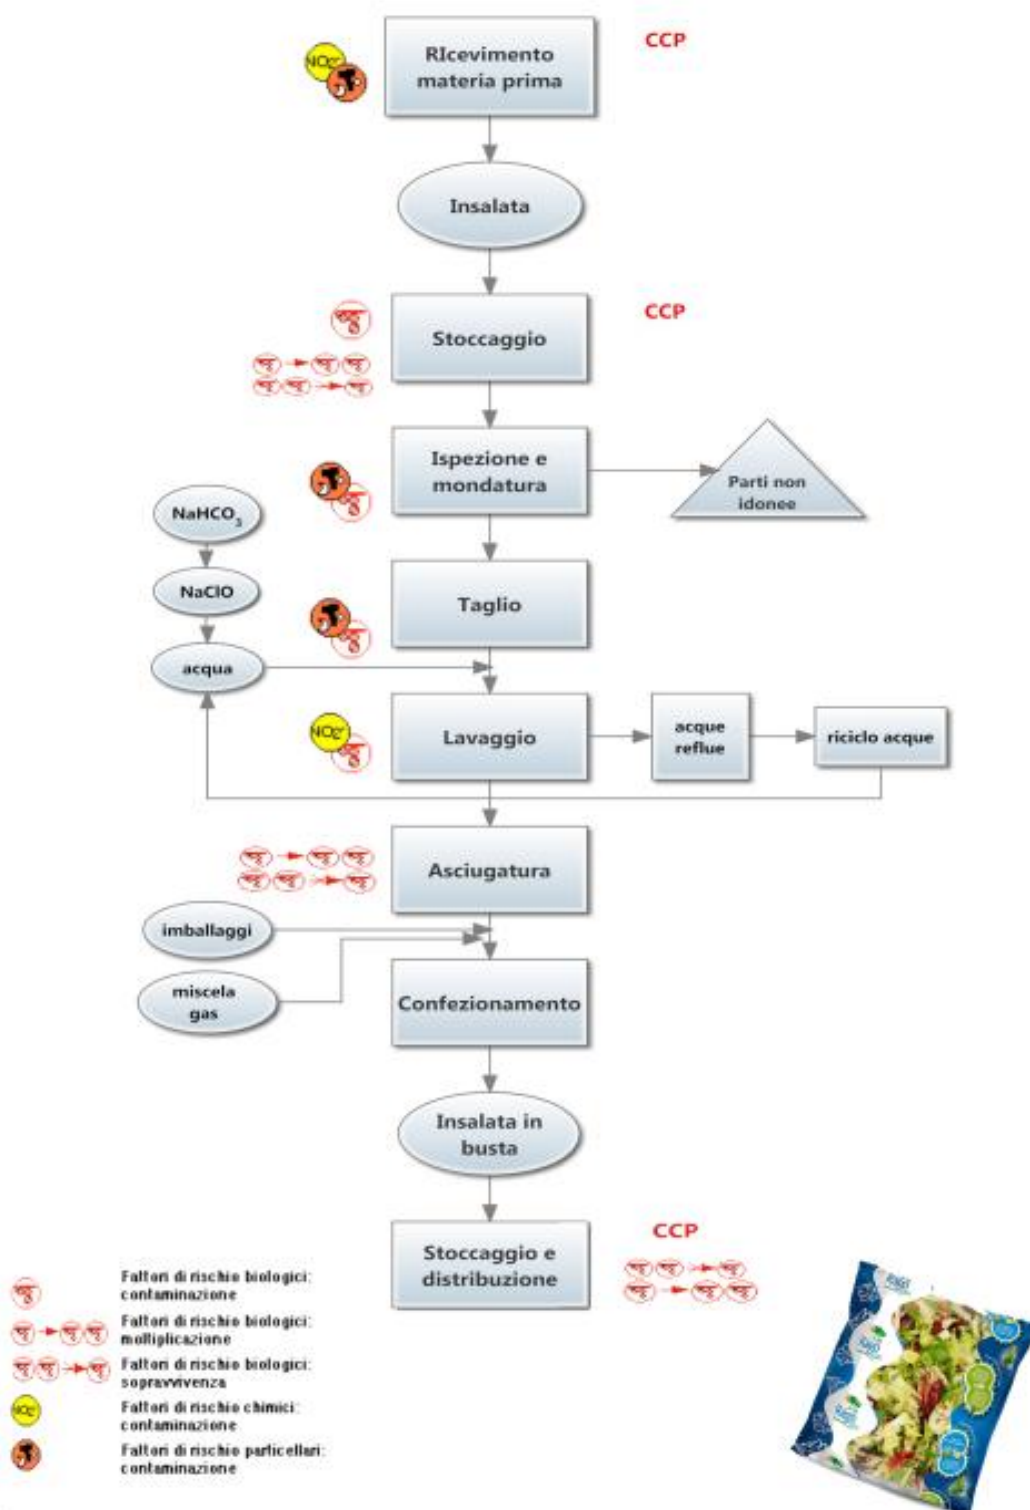 RIcevimento
materia prima
CCP
Insalata
Stoccaggio
CCP
Ispezione e
mondatura
Parti non
idonee
NaHCO3
NaClO
acqua
Taglio
Lavaggio
acque
reflue
riciclo acque
Asciugatura
imballaggi
miscela
gas
Confezionamento
Insalata in
busta
Stoccaggio e
distribuzione
CCP
Fattori di rischio biologici:
contaminazione
Fattori di rischio biologici:
moltiplicazione
Fattori di rischio biologici:
sopravvivenza
Fattori di rischio chimici:
contaminazione
Fattori di rischio particellari:
contaminazione